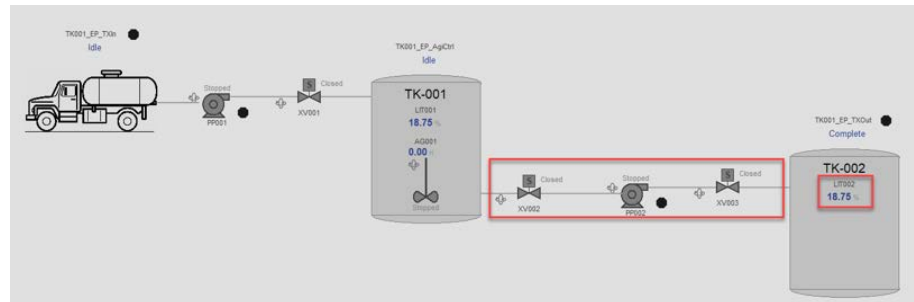 TK001_EP_TXIn
Idle
Stopped
PP001
S
Closed
XV001
TK001_EP_AgiCtrl
Idle
TK-001
LIT001
18.75 %
AG001
0.00
Stopped
S
Closed
XV002
Stopped
PP002
S
Closed
XV003
TK001_EP_TXOut
Complete
TK-002
LIT002
18.75 %